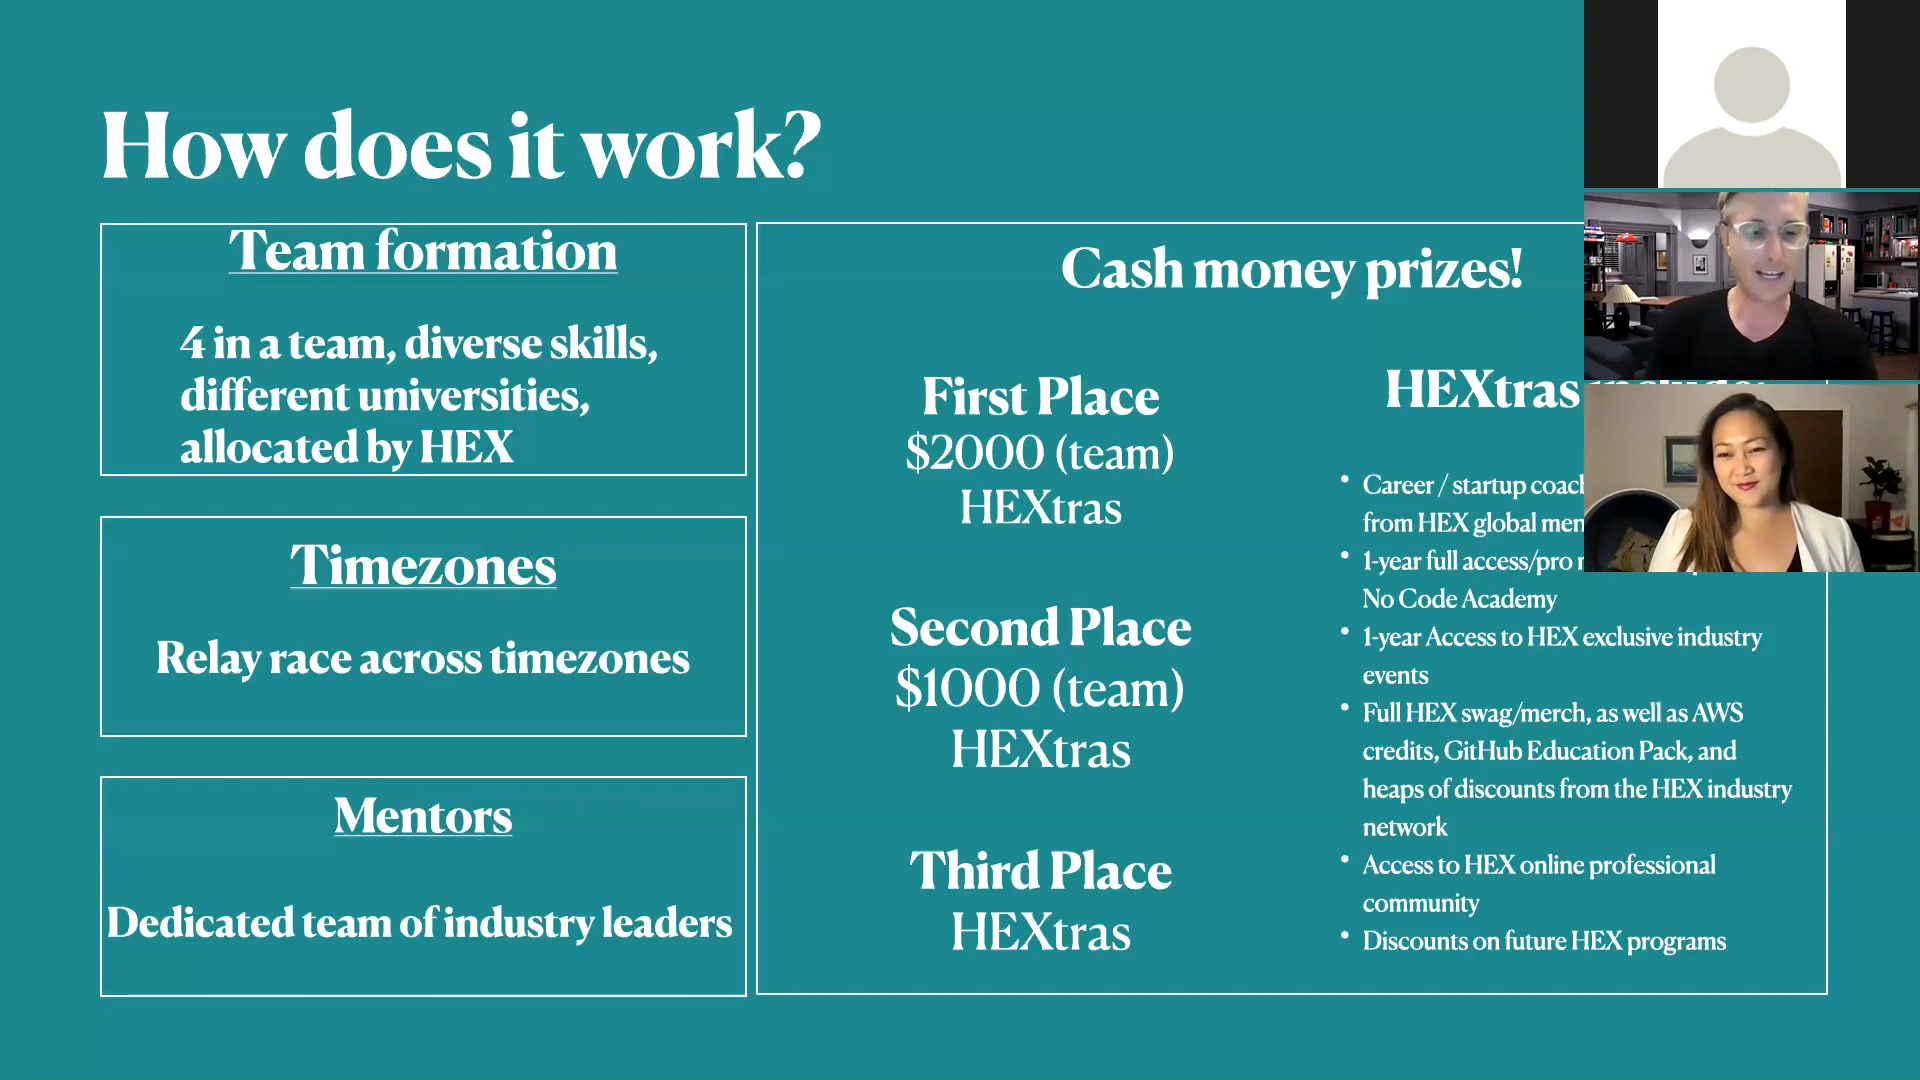 How does it work?
Team formation
4 in a team, diverse skills,
different universities,
allocated by HEX
Timezones
Relay race across timezones
Mentors
Dedicated team of industry leaders
Cash money prizes!
First Place
$2000 (team)
HEXtras
Second Place
$1000 (team)
HEXtras
Third Place
HEXtras
HEXtras
Career / startup
from HEX global
1-year full access/pro
No Code Academy
1-year Access to HEX exclusive industry
events
Full HEX swag/merch, as well as AWS
credits, GitHub Education Pack, and
heaps of discounts from the HEX industry
network
Access to HEX online professional
community
Discounts on future HEX programs